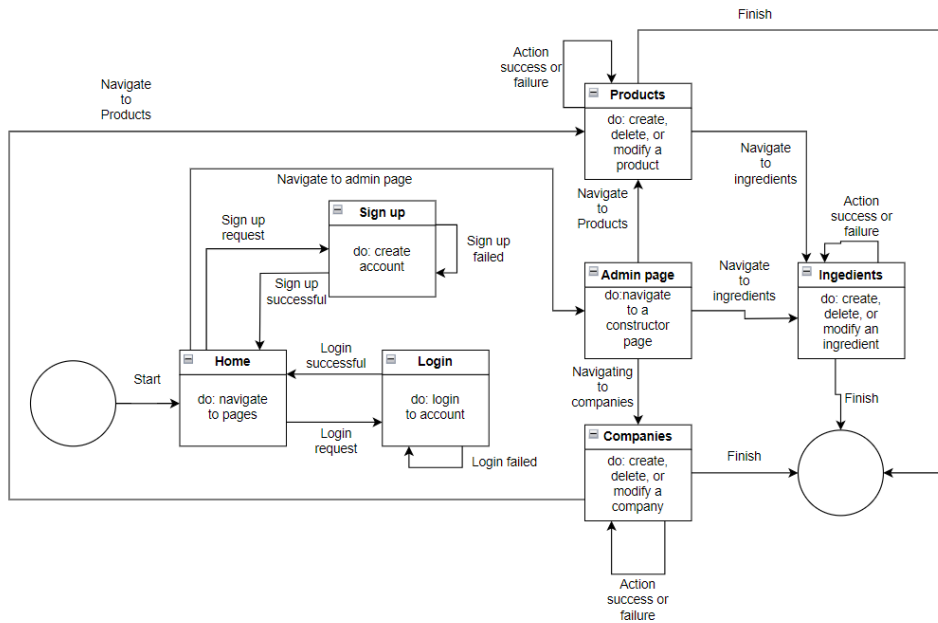 Finish
Action
success or
failure
Navigate
to
Products
Products
do: create,
delete, or
modify a
product
Navigate
to
ingredients
Navigate to admin page
Navigate
to
Products
Sign up
do: create
account
Sign up
request
Sign up
failed
Sign up
successful
Action
success or
failure
Admin page
do:navigate
to a
constructor
page
Navigate
to
ingredients
Ingedients
do: create,
delete, or
modify an
ingredient
Start
Home
do: navigate
to pages
Login
successful
Login
do: login
to account
Login
request
Login failed
Navigating
to
companies
Finish
Companies
do: create,
delete, or
modify a
company
Finish
Action
success or
failure